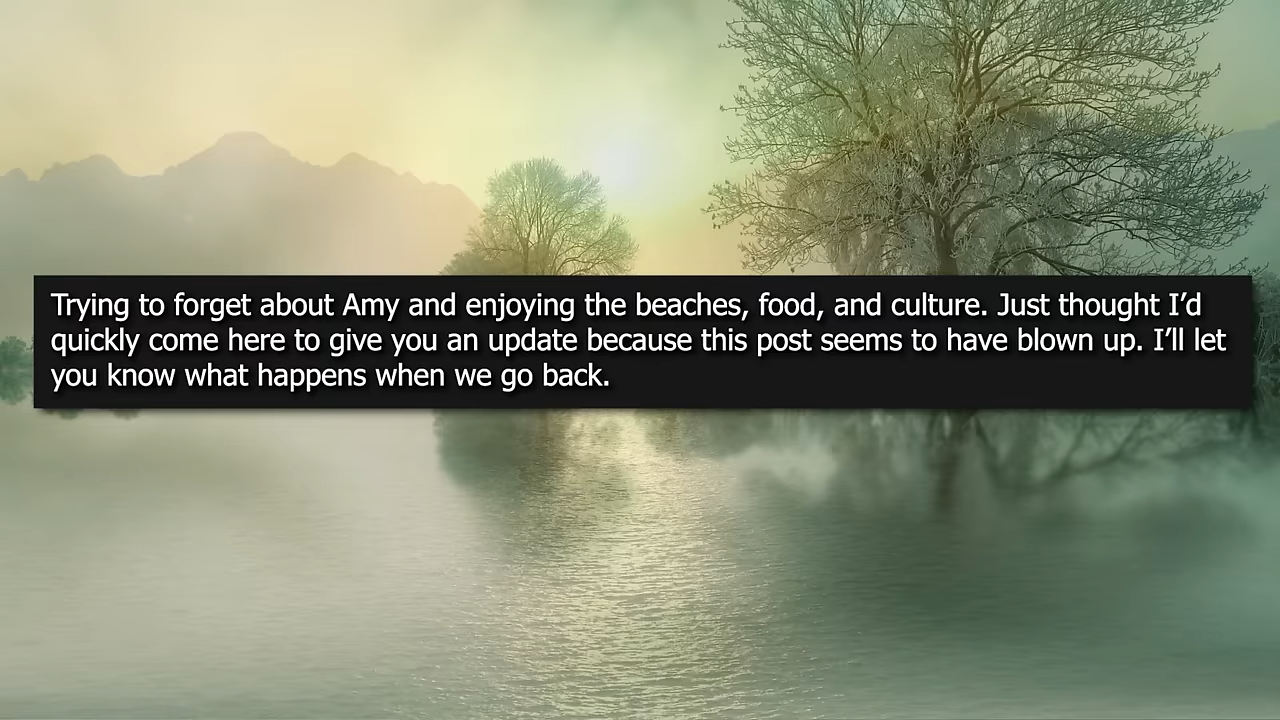 Trying to forget about Amy and enjoying the beaches, food, and culture. Just thought I’d
quickly come here to give you an update because this post seems to have blown up. I’ll let
you know what happens when we go back.